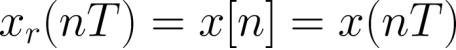 x_r(nT) = x[n] = x(nT)